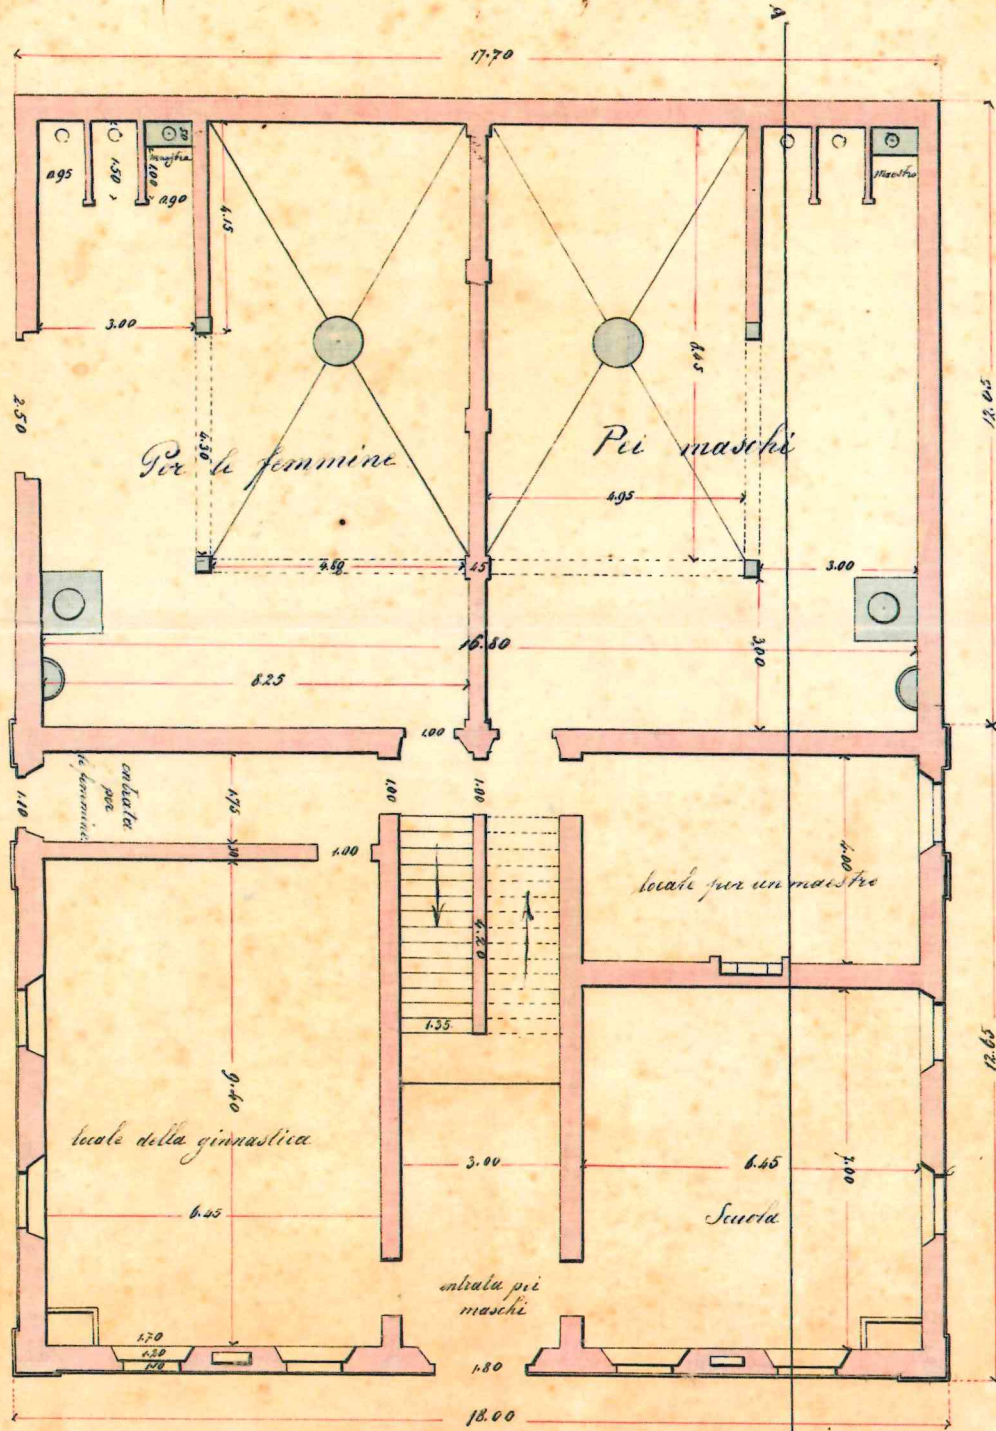 A
17.70
0.95
1.50
maestra
1.00
0.90
4.15
maestro
12.05
3.00
8.45
2.50
4.30
Per le femmine
Pei maschi
4.95
4.60
45
3.00
16.80
3.00
8.25
1.00
entrata
per
le femmine
1.10
1.75
1.00
1.00
1.00
4.00
locale per un maestro
4.20
1.35
12.65
9.40
locale della ginnastica
3.00
6.45
7.00
6.45
Scuola
entrata pei
maschi
1.70
1.20
1.10
1.80
18.00